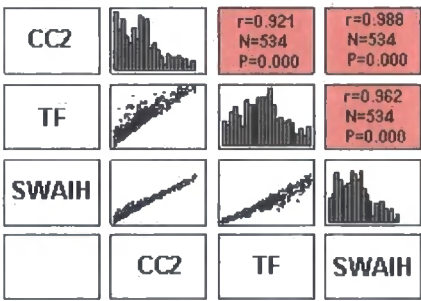 CC2
r=0.921
N=534
P=0.000
r=0.988
N=534
P=0.000
TF
r=0.962
N=534
P=0.000
SWAIH
CC2
TF
SWAIH